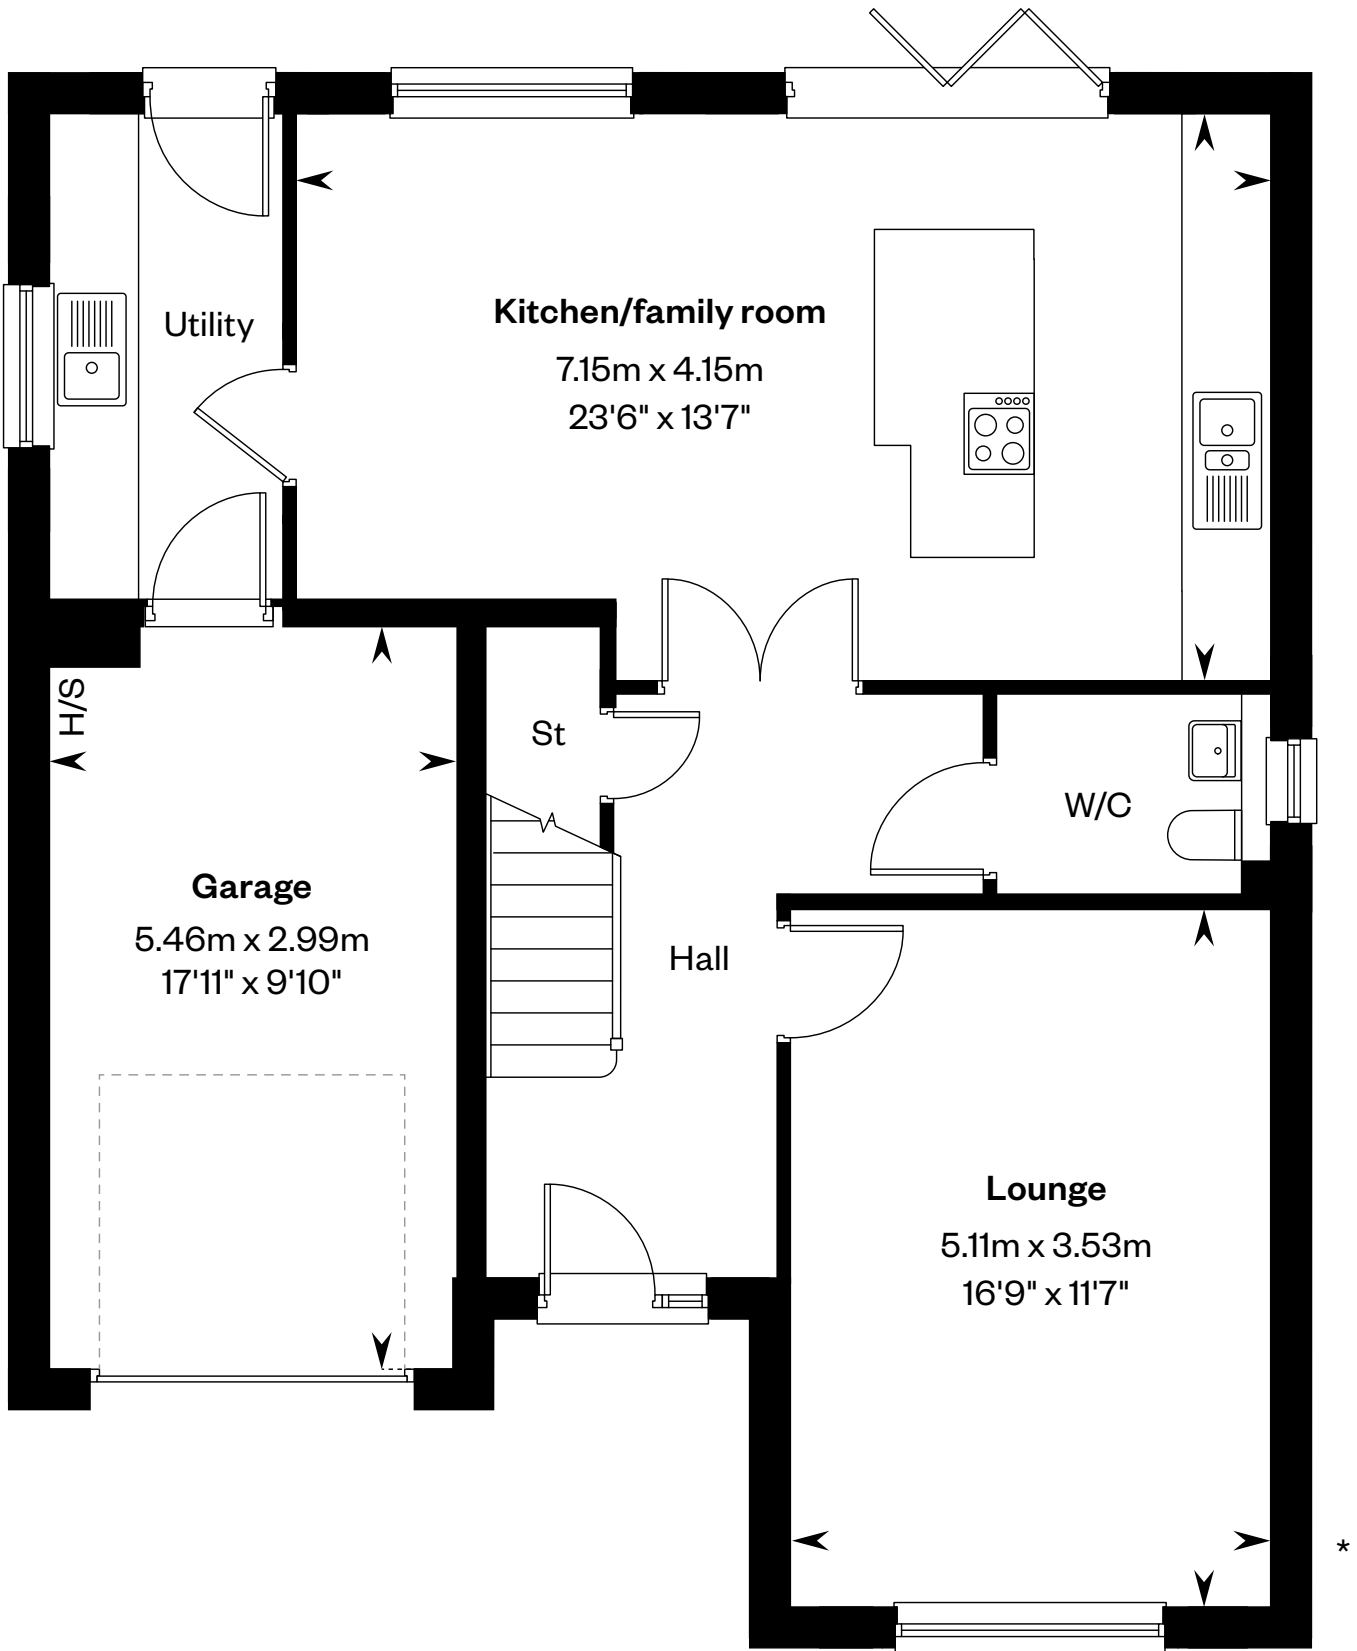 Utility
Kitchen/family room
7.15m x 4.15m
23'6" x 13'7"
H/S
St
W/C
Garage
5.46m x 2.99m
17'11" x 9'10"
Hall
Lounge
5.11m x 3.53m
16'9" x 11'7"
*